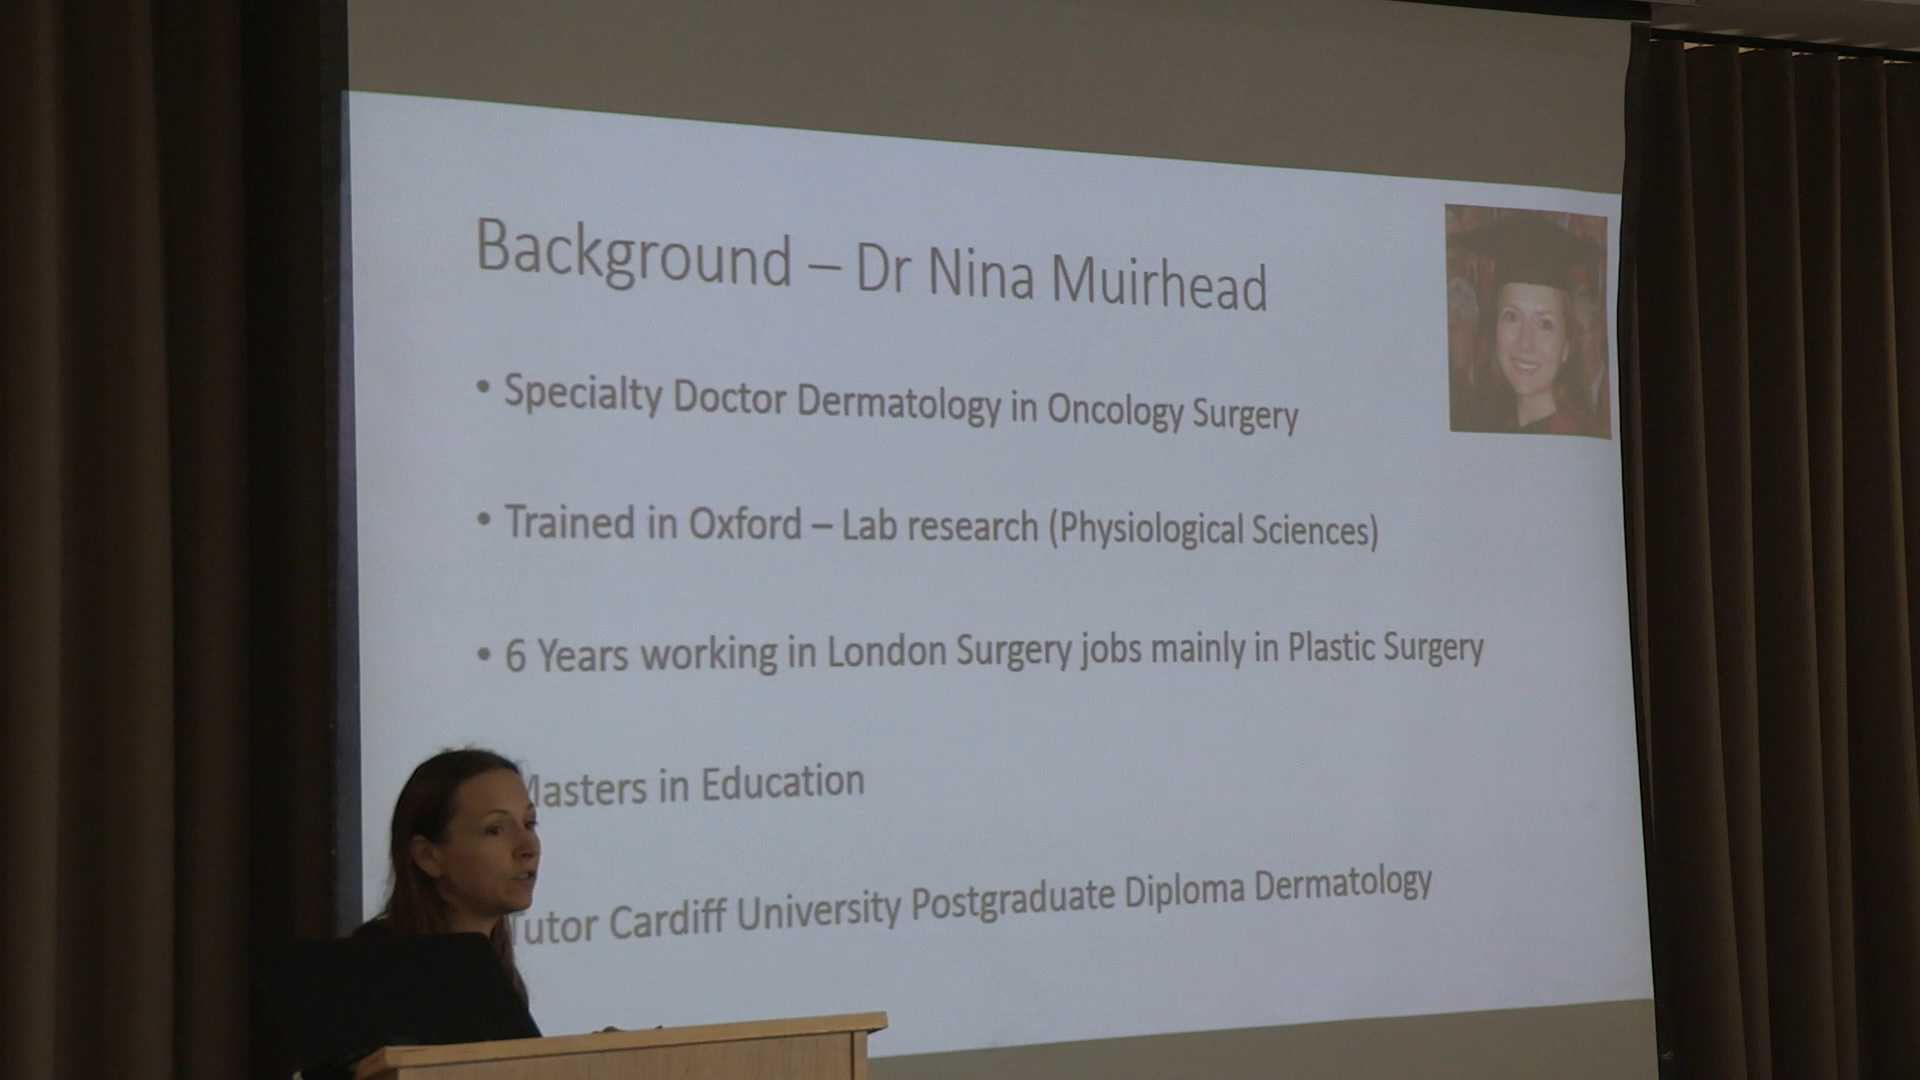 Background – Dr Nina Muirhead
• Specialty Doctor Dermatology in Oncology Surgery
• Trained in Oxford – Lab research (Physiological Sciences)
• 6 Years working in London Surgery jobs mainly in Plastic Surgery
Masters in Education
Tutor Cardiff University Postgraduate Diploma Dermatology